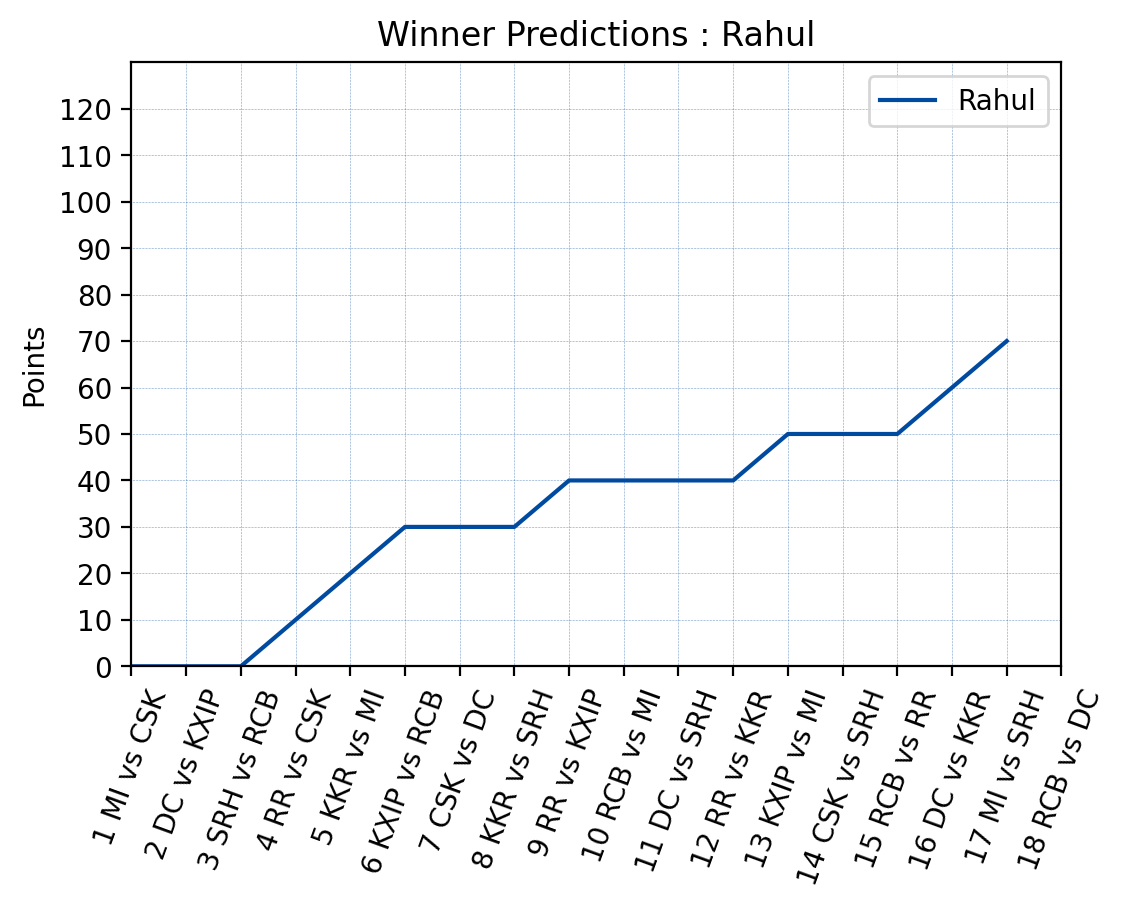 Winner Predictions : Rahul
Rahul
Points
120
110
100
90
80
70
60
50
40
30
20
10
0
1 MI vs CSK
2 DC vs KXIP
3 SRH vs RCB
4 RR vs CSK
5 KKR vs MI
6 KXIP vs RCB
7 CSK vs DC
8 KKR vs SRH
9 RR vs KXIP
10 RCB vs MI
11 DC vs SRH
12 RR vs KKR
13 KXIP vs MI
14 CSK vs SRH
15 RCB vs RR
16 DC vs KKR
17 MI vs SRH
18 RCB vs DC